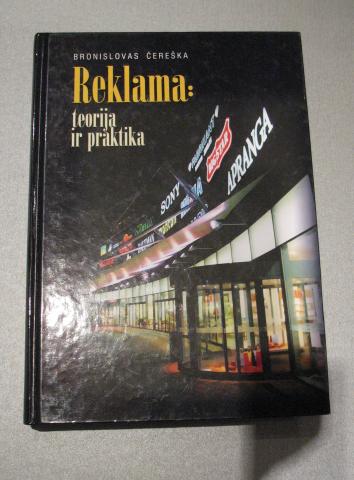 BRONISLOVAS ČEREŠKA
Reklama:
teorija
ir praktika
SONY
APRANGA